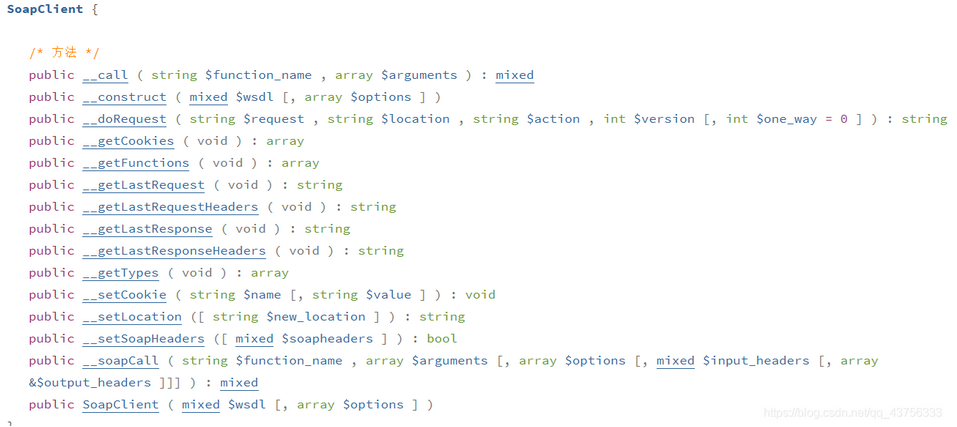 SoapClient {
/* 方法 */
public __call ( string $function_name , array $arguments ) : mixed
public __construct ( mixed $wsdl [, array $options ] )
public __doRequest ( string $request , string $location , string $action , int $version [, int $one_way = 0 ] ) : string
public __getCookies ( void ) : array
public __getFunctions ( void ) : array
public __getLastRequest ( void ) : string
public __getLastRequestHeaders ( void ) : string
public __getLastResponse ( void ) : string
public __getLastResponseHeaders ( void ) : string
public __getTypes ( void ) : array
public __setCookie ( string $name [, string $value ] ) : void
public __setLocation ([ string $new_location ] ) : string
public __setSoapHeaders ([ mixed $soapheaders ] ) : bool
public __soapCall ( string $function_name , array $arguments [, array $options [, mixed $input_headers [, array
&$output_headers ]]] ) : mixed
public SoapClient ( mixed $wsdl [, array $options ] )
}
https://blog.csdn.net/qq_43756333